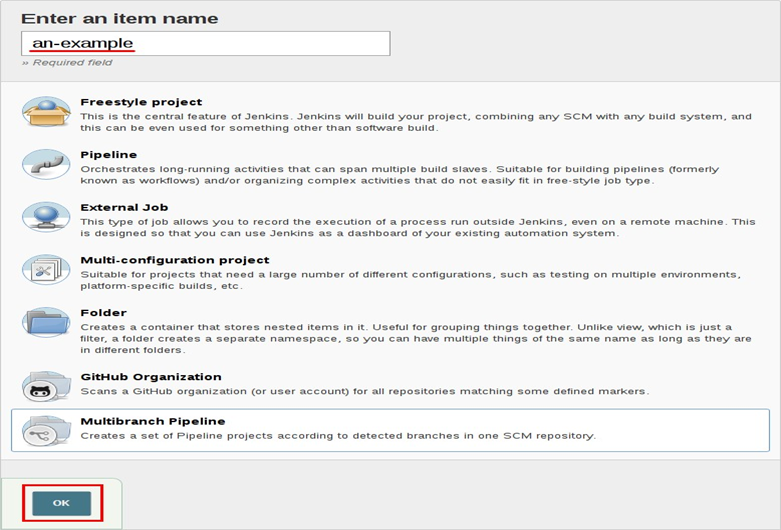 Enter an item name
an-example
» Required field
Freestyle project
This is the central feature of Jenkins. Jenkins will build your project, combining any SCM with any build system, and
this can be even used for something other than software build.
Pipeline
Orchestrates long-running activities that can span multiple build slaves. Suitable for building pipelines (formerly
known as workflows) and/or organizing complex activities that do not easily fit in free-style job type.
External Job
This type of job allows you to record the execution of a process run outside Jenkins, even on a remote machine. This
is designed so that you can use Jenkins as a dashboard of your existing automation system.
Multi-configuration project
Suitable for projects that need a large number of different configurations, such as testing on multiple environments,
platform-specific builds, etc.
Folder
Creates a container that stores nested items in it. Useful for grouping things together. Unlike view, which is just a
filter, a folder creates a separate namespace, so you can have multiple things of the same name as long as they are
in different folders.
GitHub Organization
Scans a GitHub organization (or user account) for all repositories matching some defined markers.
Multibranch Pipeline
Creates a set of Pipeline projects according to detected branches in one SCM repository.
OK